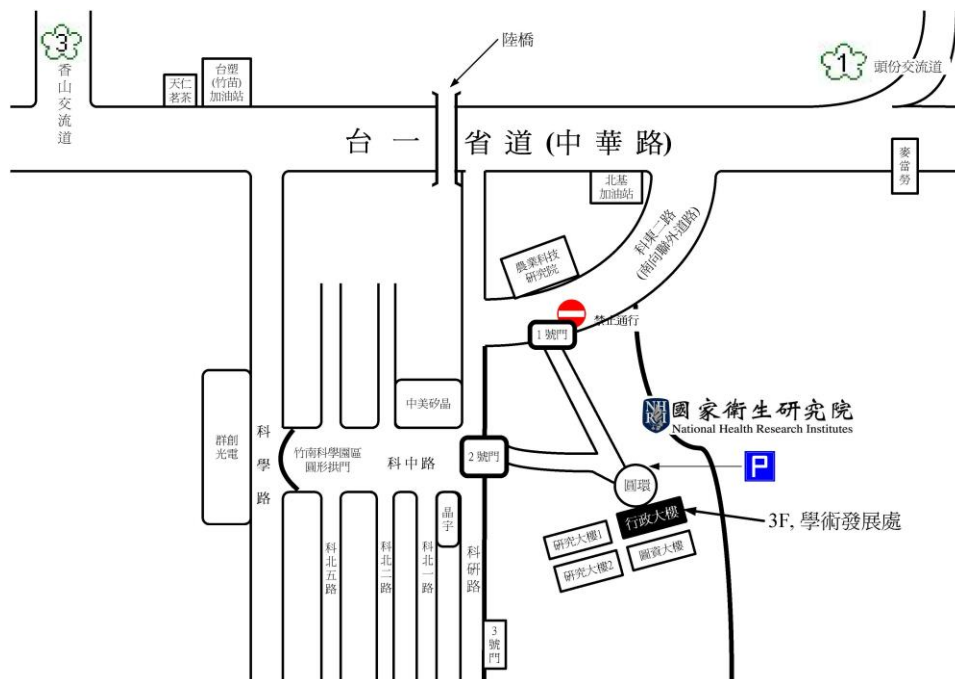 3
香山交流道
天仁
茗茶
台塑
(竹苗)
加油站
陸橋
1
頭份交流道
台一省道(中華路)
麥當勞
北基
加油站
科東二路
(南向聯外道路)
農業科技
研究院
禁止通行
1號門
中美矽晶
NHRI
國家衛生研究院
National Health Research Institutes
群創
光電
科學路
竹南科學園區
圓形拱門
科中路
2號門
P
圓環
行政大樓
3F, 學術發展處
研究大樓1
圖資大樓
研究大樓2
晶宇
科北五路
科北二路
科北一路
科研路
3號門